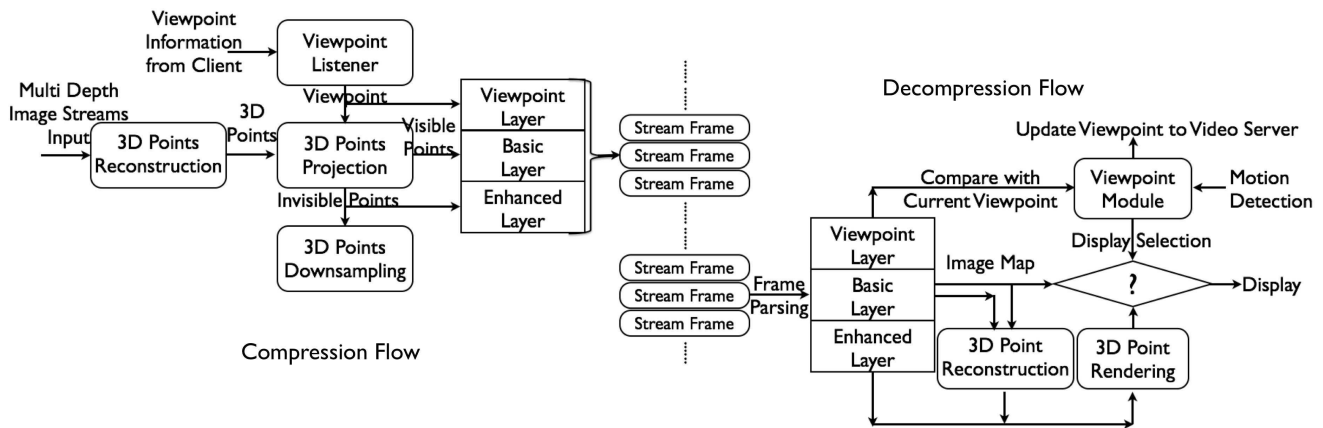 Viewpoint
Information
from Client
Viewpoint
Listener
Multi Depth
Image Streams
Input
3D
Points
Viewpoint
3D Points
Reconstruction
3D Points
Projection
Visible
Points
Invisible Points
3D Points
Downsampling
Viewpoint
Layer
Basic
Layer
Enhanced
Layer
Compression Flow
Stream Frame
Stream Frame
Stream Frame
Stream Frame
Stream Frame
Stream Frame
Frame
Parsing
Decompression Flow
Update Viewpoint to Video Server
Compare with
Current Viewpoint
Viewpoint
Module
Motion
Detection
Viewpoint
Layer
Basic
Layer
Enhanced
Layer
Display Selection
Image Map
?
Display
3D Point
Reconstruction
3D Point
Rendering